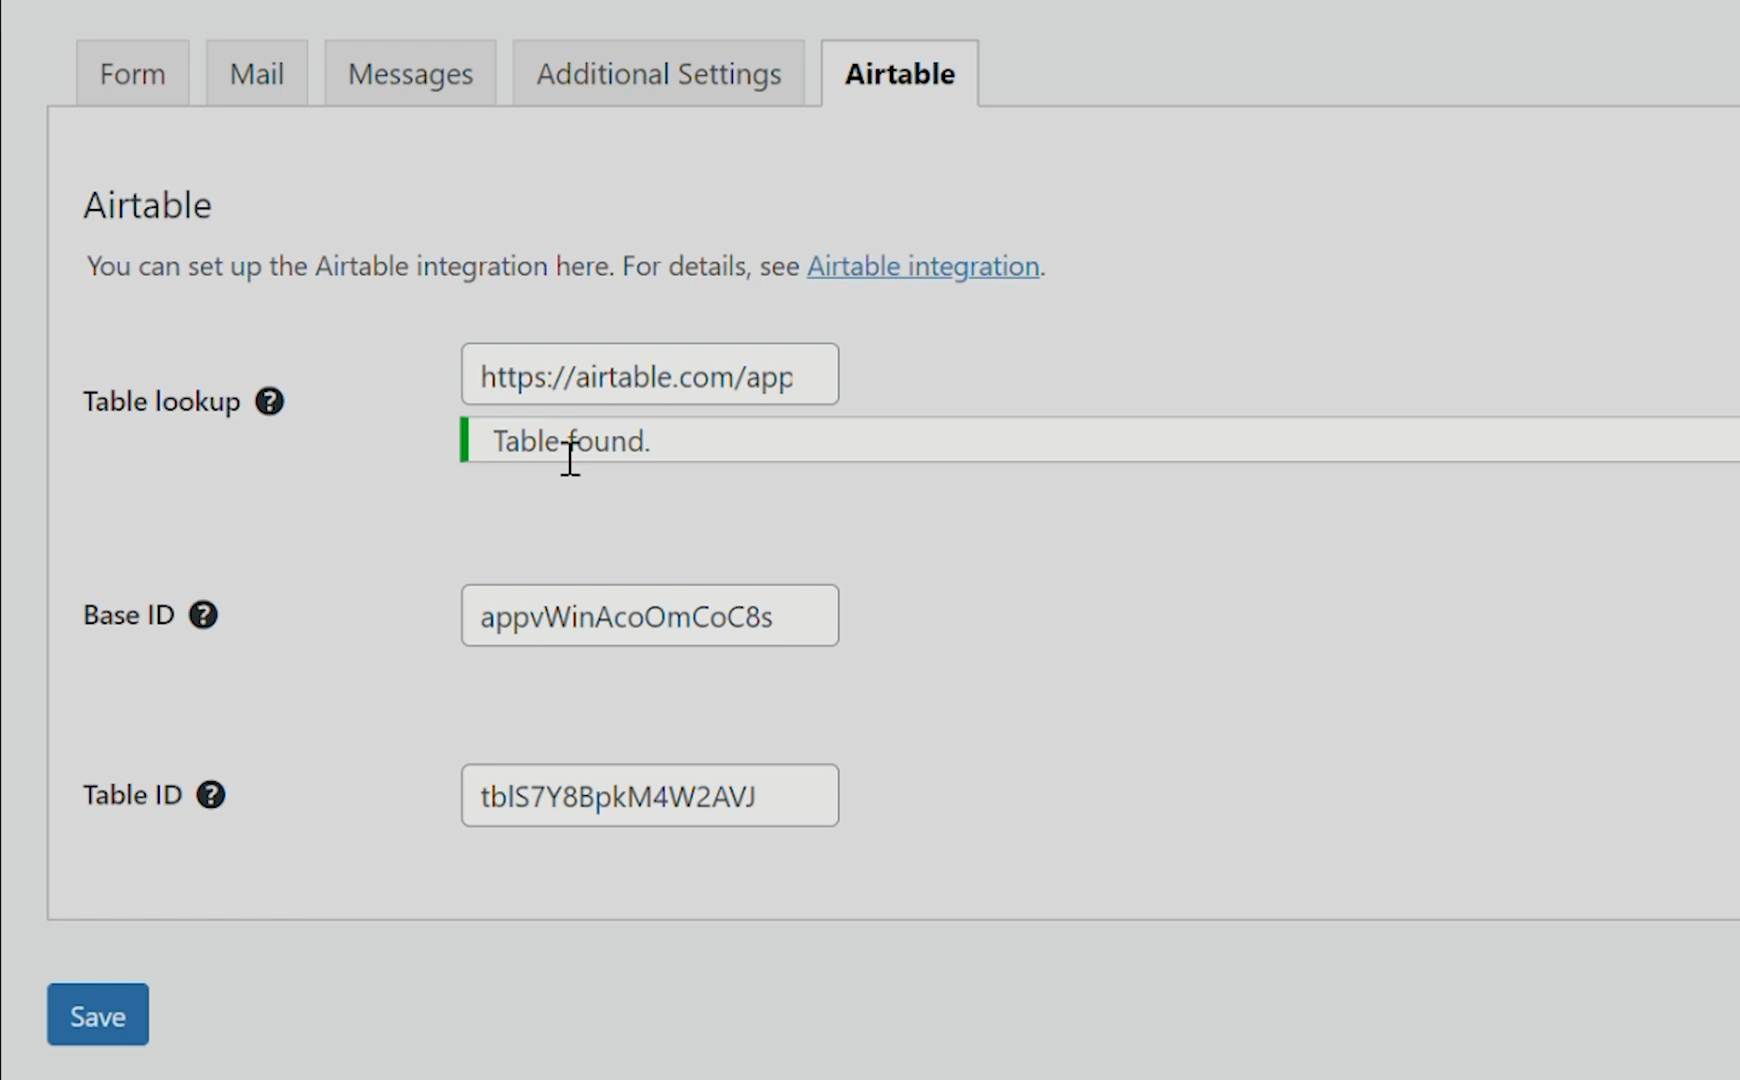 Form Mail Messages Additional Settings Airtable
Airtable
You can set up the Airtable integration here. For details, see Airtable integration.
Table lookup ? https://airtable.com/app
Table found.
Base ID ? appvWinAcoOmCoC8s
Table ID ? tblS7Y8BpkM4W2AVJ
Save